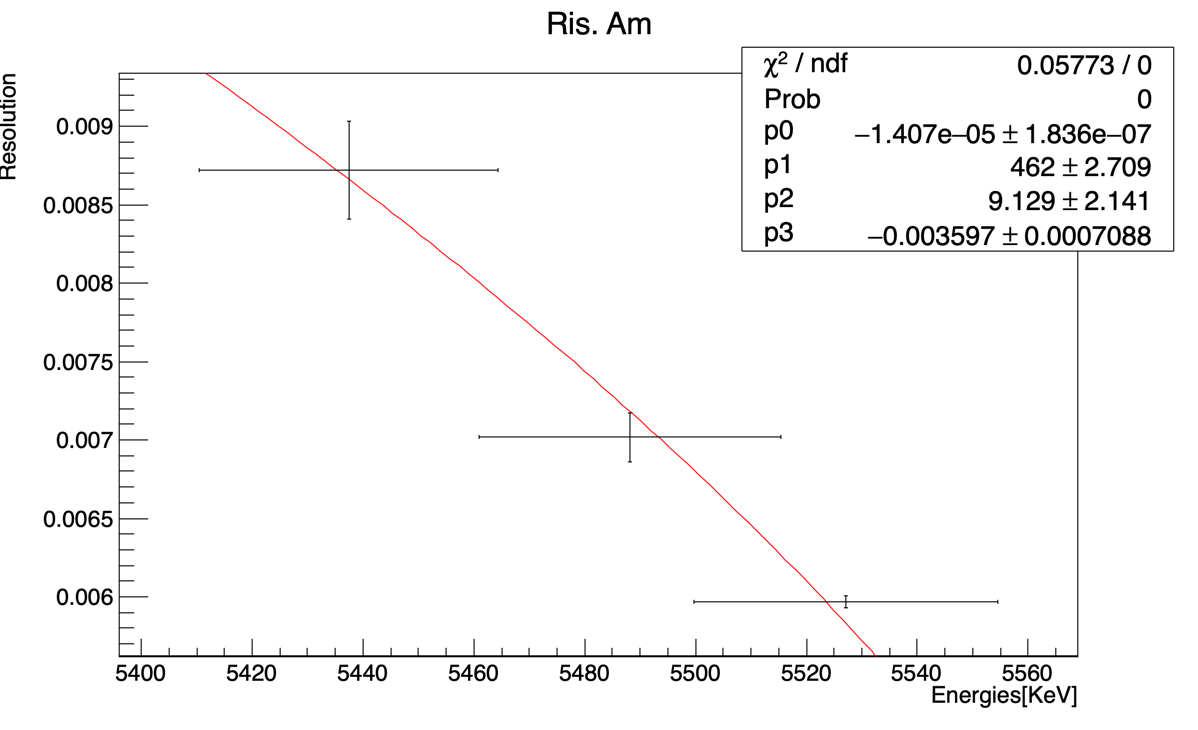 Ris. Am
χ² / ndf 0.05773 / 0
Prob 0
p0 −1.407e−05 ± 1.836e−07
p1 462 ± 2.709
p2 9.129 ± 2.141
p3 −0.003597 ± 0.0007088
Resolution
0.009
0.0085
0.008
0.0075
0.007
0.0065
0.006
5400 5420 5440 5460 5480 5500 5520 5540 5560
Energies[KeV]